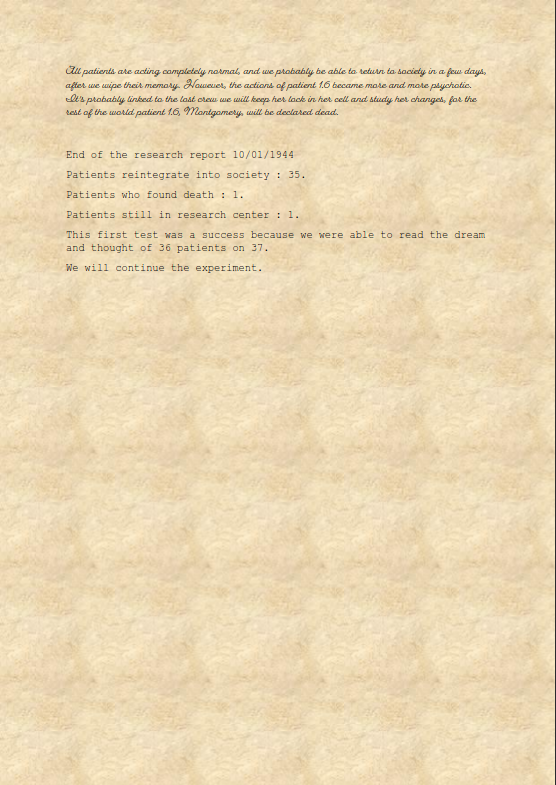 All patients are acting completely normal, and we probably be able to return to society in a few days,
after we wipe their memory. However, the actions of patient 1.6 became more and more psychotic.
It's probably linked to the lost crew we will keep her lock in her cell and study her changes, for the
rest of the world patient 1.6, Montgomery, will be declared dead.
End of the research report 10/01/1944
Patients reintegrate into society : 35.
Patients who found death : 1.
Patients still in research center : 1.
This first test was a success because we were able to read the dream
and thought of 36 patients on 37.
We will continue the experiment.